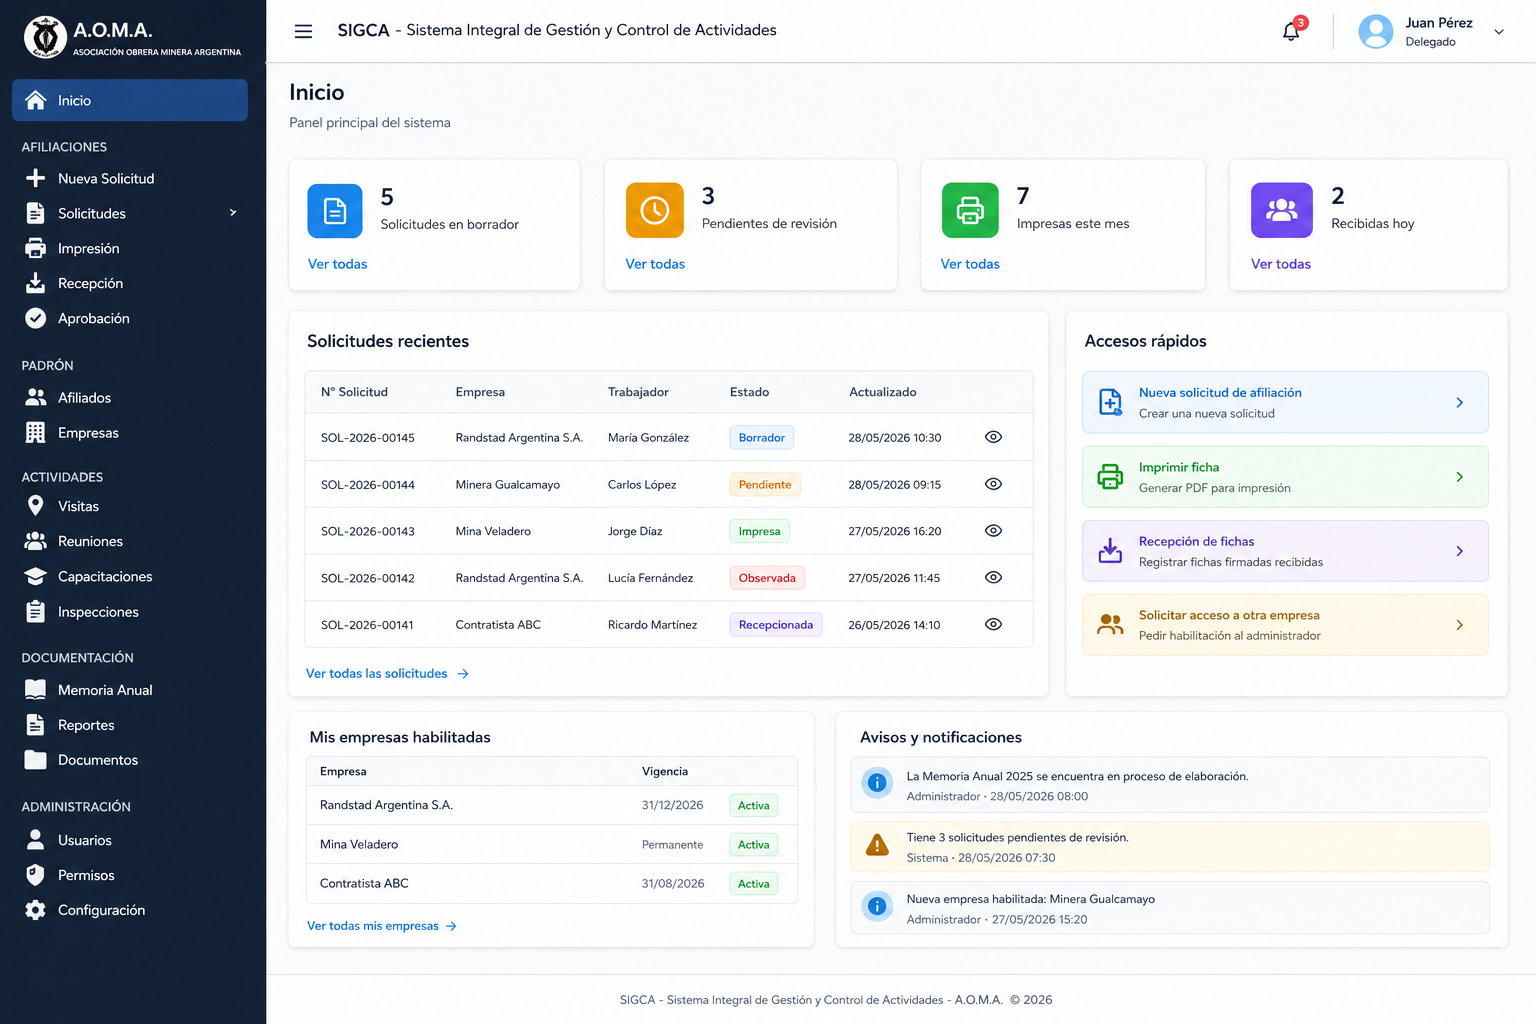 A.O.M.A.
ASOCIACIÓN OBRERA MINERA ARGENTINA
Inicio
AFILIACIONES
Nueva Solicitud
Solicitudes
Impresión
Recepción
Aprobación
PADRÓN
Afiliados
Empresas
ACTIVIDADES
Visitas
Reuniones
Capacitaciones
Inspecciones
DOCUMENTACIÓN
Memoria Anual
Reportes
Documentos
ADMINISTRACIÓN
Usuarios
Permisos
Configuración
SIGCA - Sistema Integral de Gestión y Control de Actividades
3
Juan Pérez
Delegado
Inicio
Panel principal del sistema
5
Solicitudes en borrador
Ver todas
3
Pendientes de revisión
Ver todas
7
Impresas este mes
Ver todas
2
Recibidas hoy
Ver todas
Solicitudes recientes
N° Solicitud Empresa Trabajador Estado Actualizado
SOL-2026-00145 Randstad Argentina S.A. María González Borrador 28/05/2026 10:30
SOL-2026-00144 Minera Gualcamayo Carlos López Pendiente 28/05/2026 09:15
SOL-2026-00143 Mina Veladero Jorge Díaz Impresa 27/05/2026 16:20
SOL-2026-00142 Randstad Argentina S.A. Lucía Fernández Observada 27/05/2026 11:45
SOL-2026-00141 Contratista ABC Ricardo Martínez Recepcionada 26/05/2026 14:10
Ver todas las solicitudes →
Accesos rápidos
Nueva solicitud de afiliación
Crear una nueva solicitud
Imprimir ficha
Generar PDF para impresión
Recepción de fichas
Registrar fichas firmadas recibidas
Solicitar acceso a otra empresa
Pedir habilitación al administrador
Mis empresas habilitadas
Empresa Vigencia
Randstad Argentina S.A. 31/12/2026 Activa
Mina Veladero Permanente Activa
Contratista ABC 31/08/2026 Activa
Ver todas mis empresas →
Avisos y notificaciones
La Memoria Anual 2025 se encuentra en proceso de elaboración.
Administrador • 28/05/2026 08:00
Tiene 3 solicitudes pendientes de revisión.
Sistema • 28/05/2026 07:30
Nueva empresa habilitada: Minera Gualcamayo
Administrador • 27/05/2026 15:20
SIGCA - Sistema Integral de Gestión y Control de Actividades - A.O.M.A. © 2026